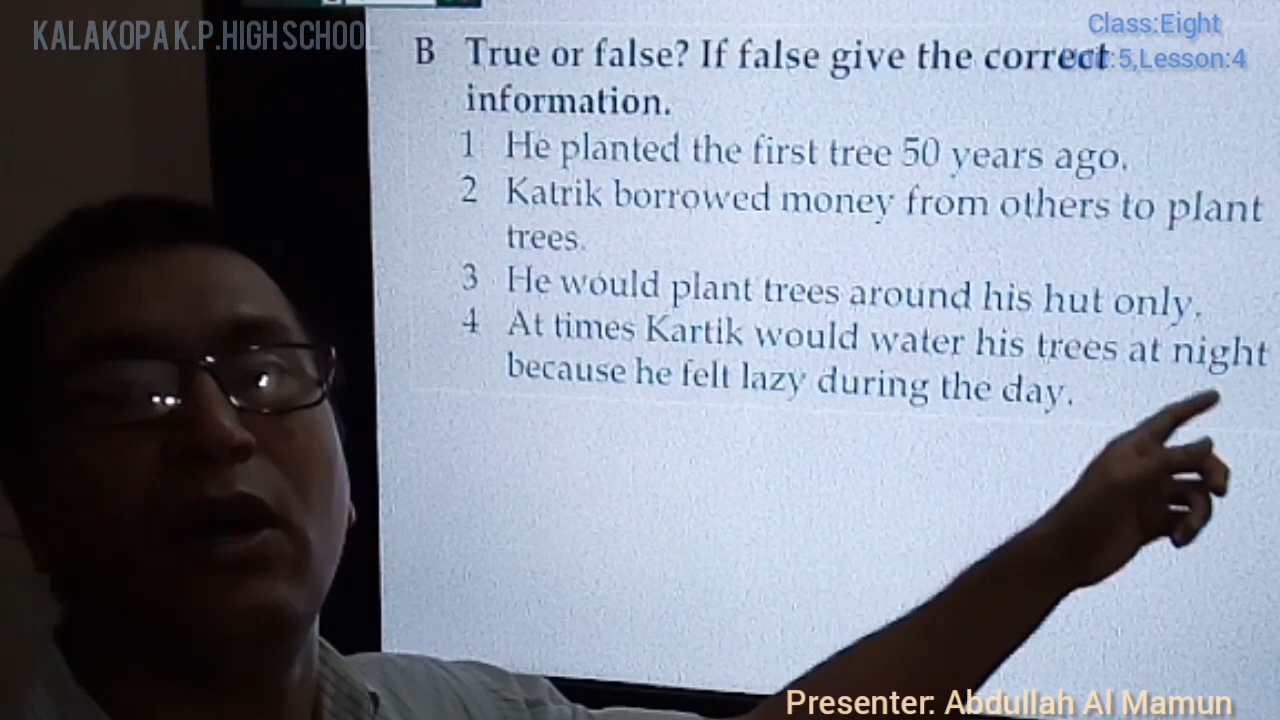 KALAKOPA K.P.HIGH SCHOOL
Class:Eight
:5,Lesson:4
B True or false? If false give the correct
information.
1 He planted the first tree 50 years ago.
2 Katrik borrowed money from others to plant
trees.
3 He would plant trees around his hut only.
4 At times Kartik would water his trees at night
because he felt lazy during the day.
Presenter: Abdullah Al Mamun